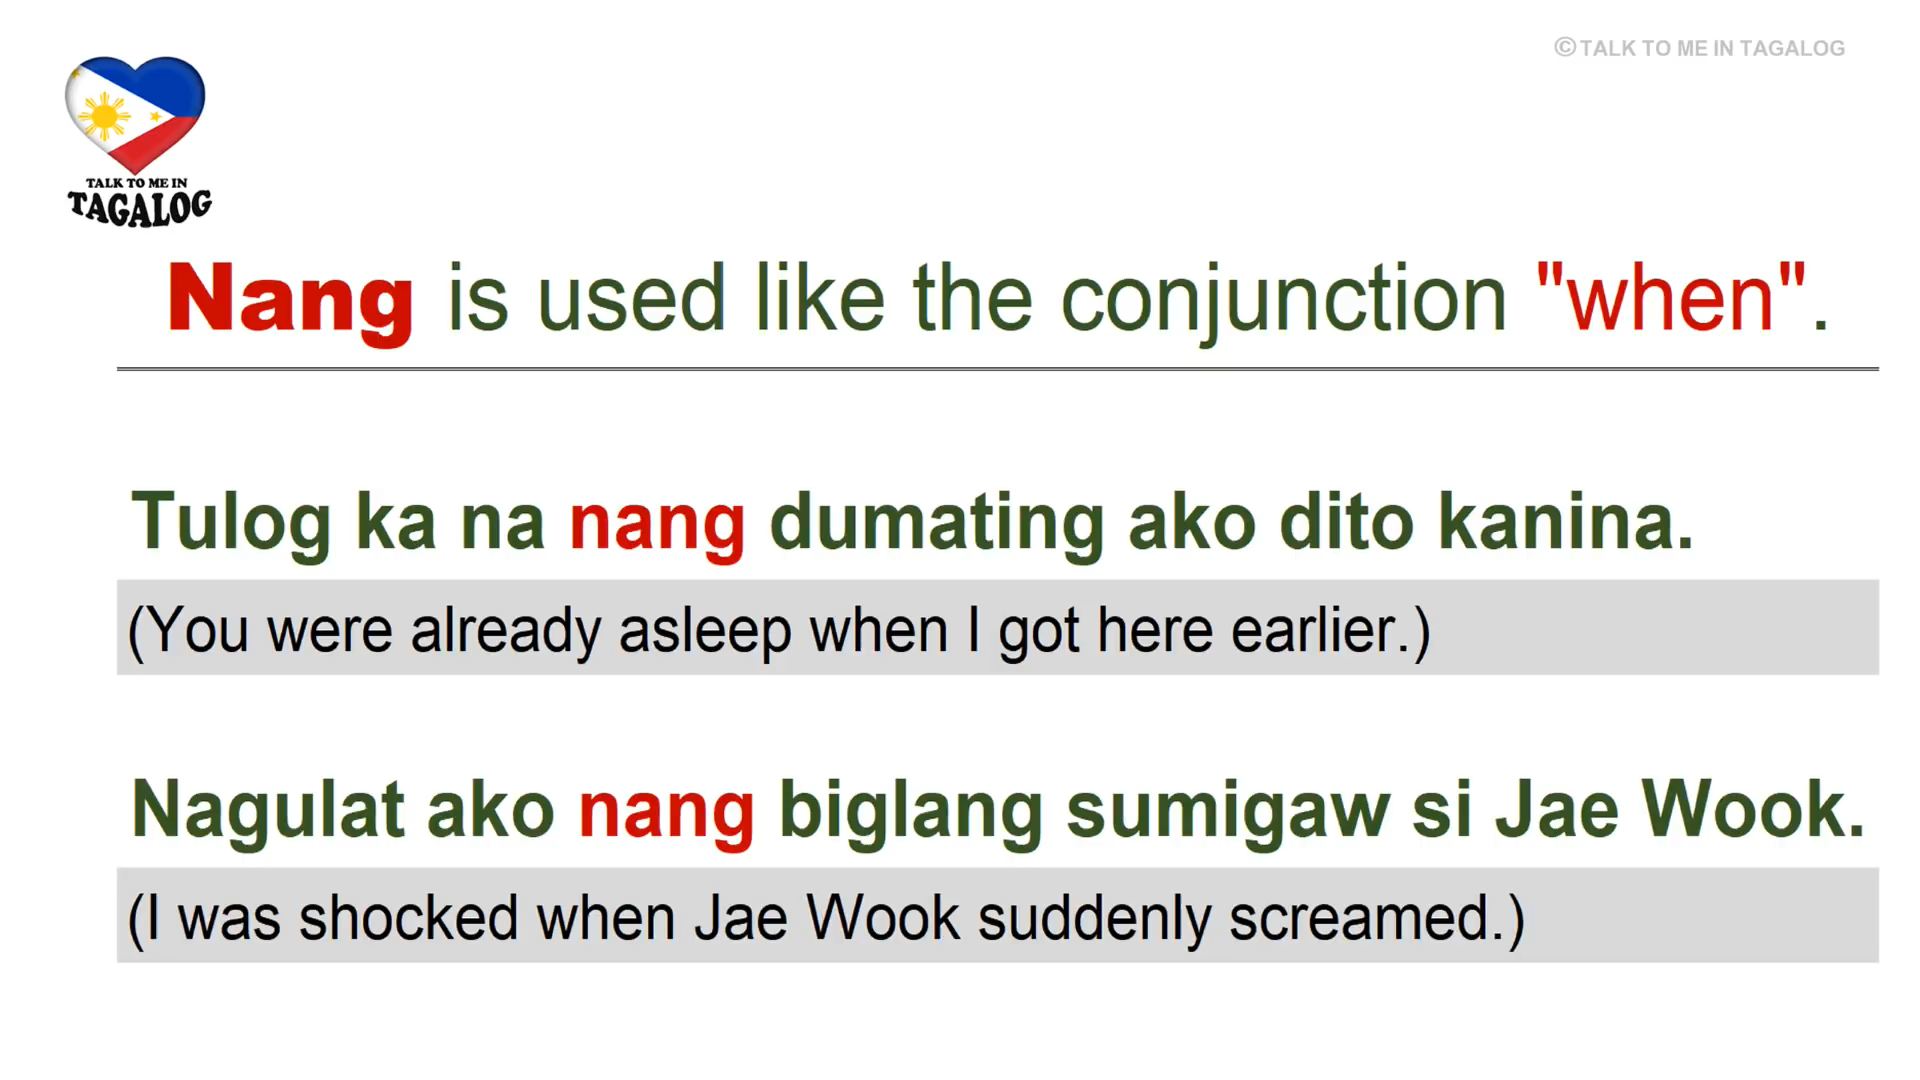 © TALK TO ME IN TAGALOG
TALK TO ME IN
TAGALOG
Nang is used like the conjunction "when".
Tulog ka na nang dumating ako dito kanina.
(You were already asleep when I got here earlier.)
Nagulat ako nang biglang sumigaw si Jae Wook.
(I was shocked when Jae Wook suddenly screamed.)